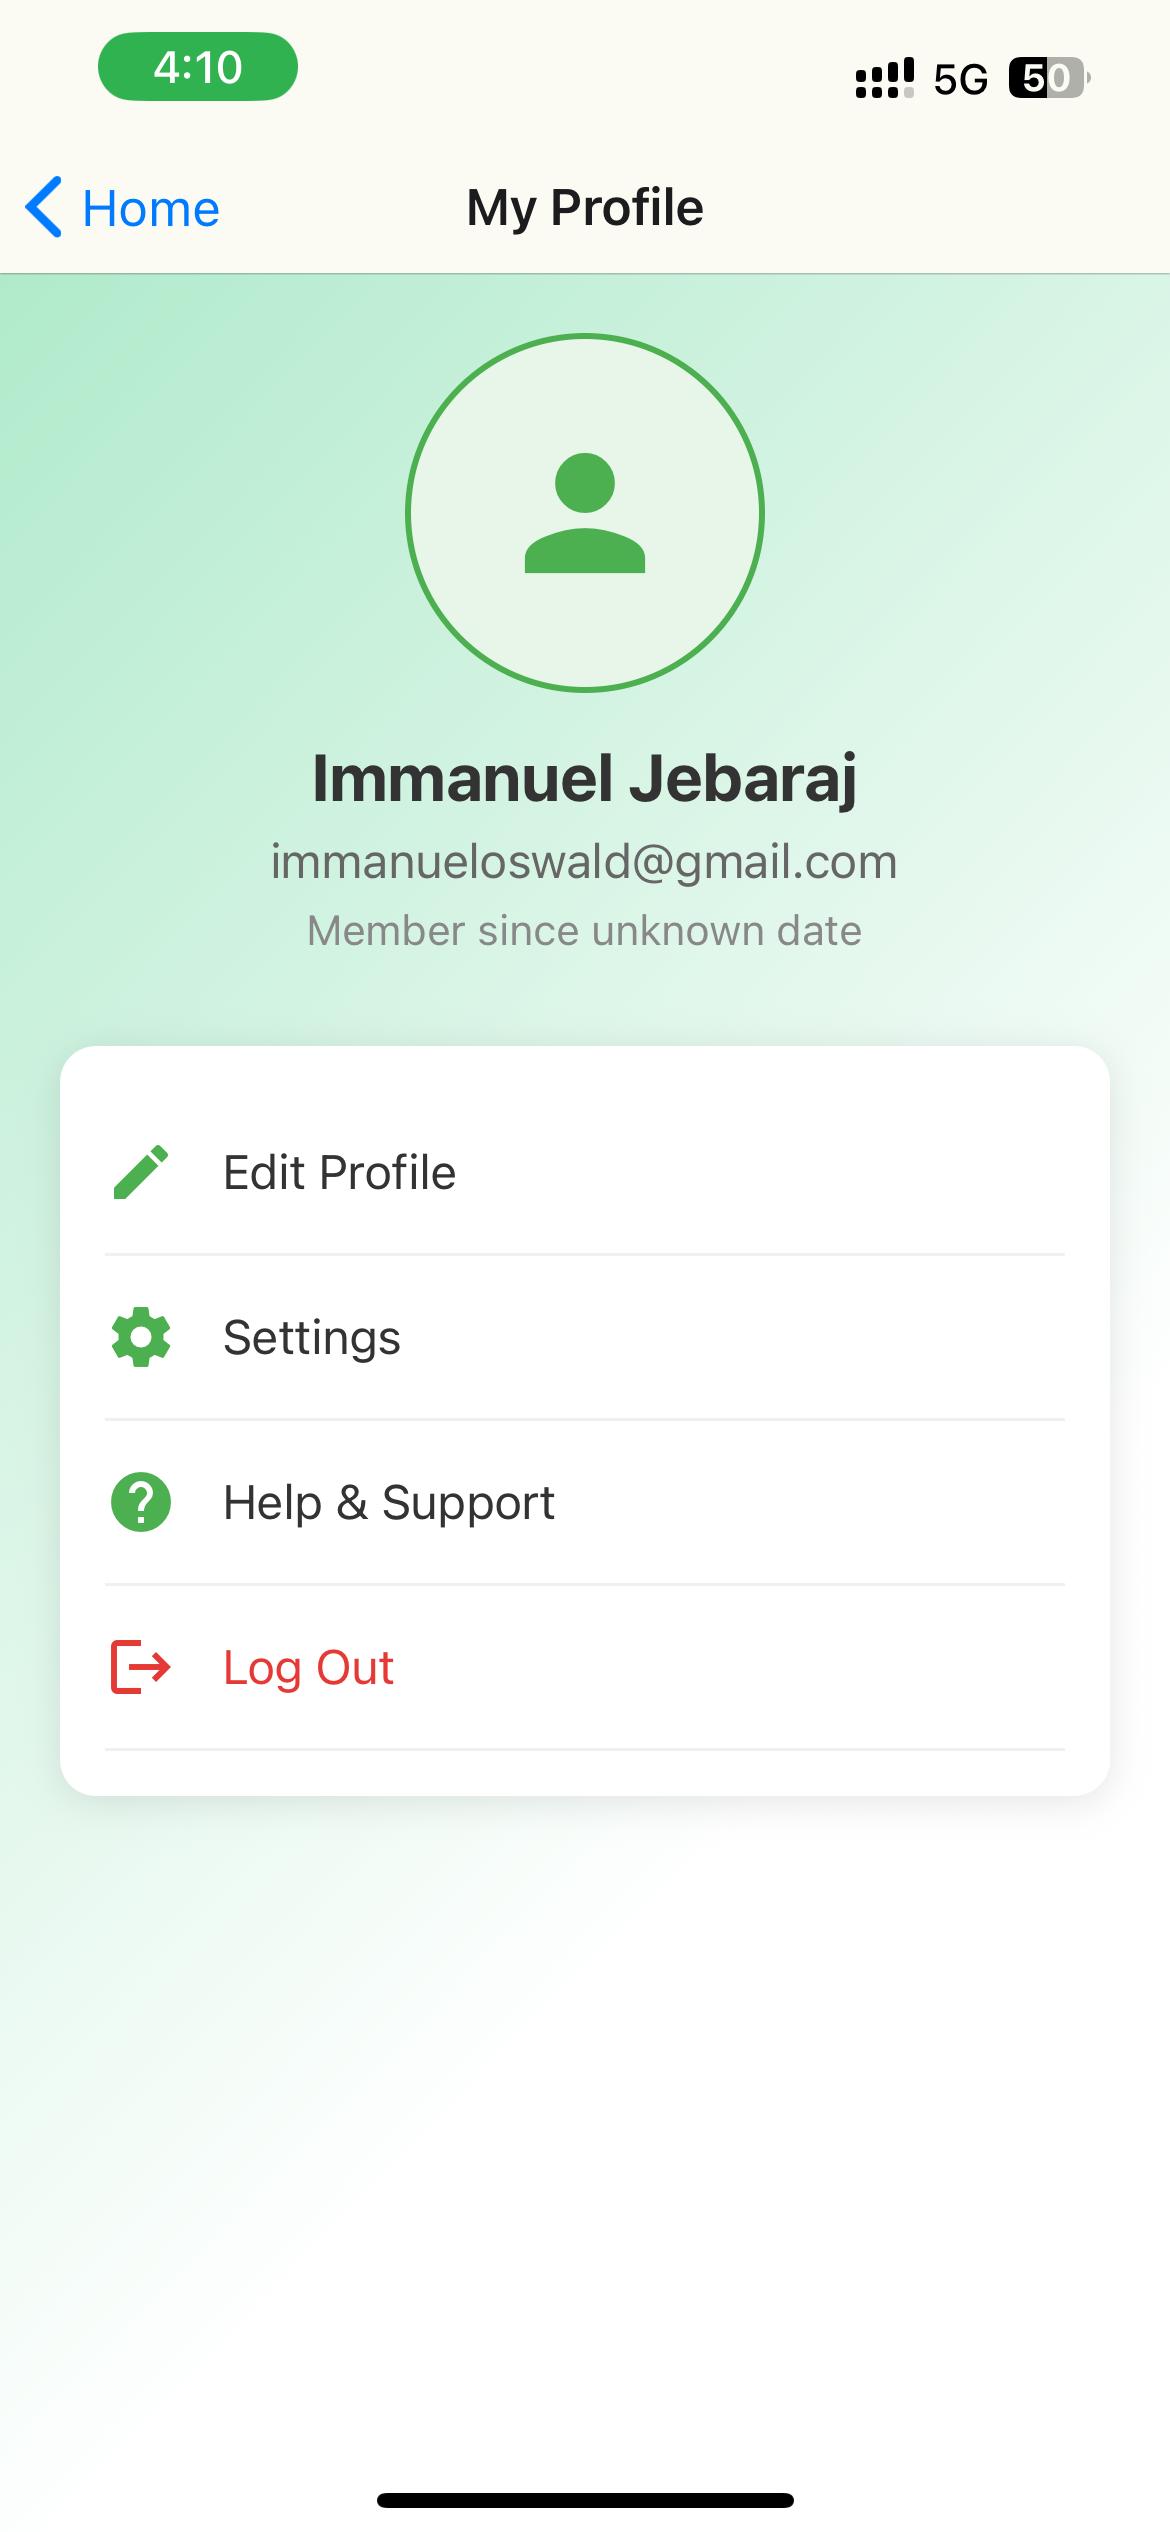 4:10
5G
50
Home
My Profile
Immanuel Jebaraj
immanueloswald@gmail.com
Member since unknown date
Edit Profile
Settings
Help & Support
Log Out